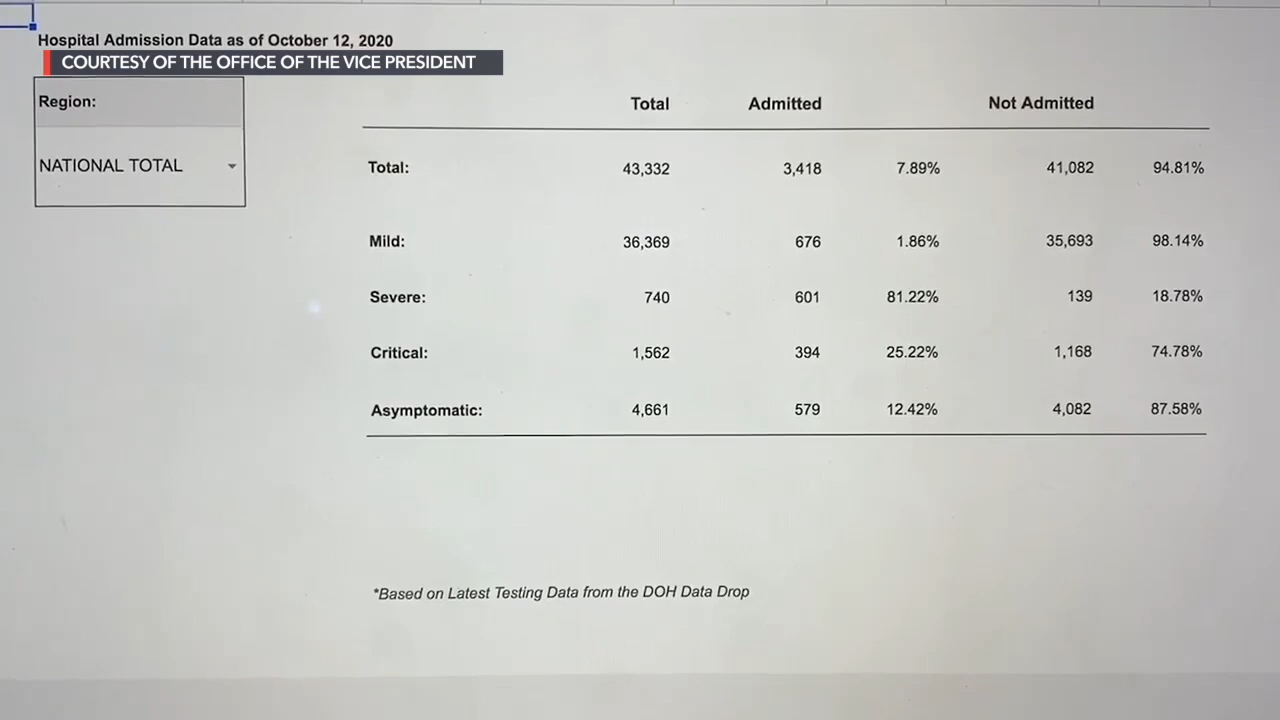 Hospital Admission Data as of October 12, 2020
COURTESY OF THE OFFICE OF THE VICE PRESIDENT
Region:
NATIONAL TOTAL
Total Admitted Not Admitted
Total: 43,332 3,418 7.89% 41,082 94.81%
Mild: 36,369 676 1.86% 35,693 98.14%
Severe: 740 601 81.22% 139 18.78%
Critical: 1,562 394 25.22% 1,168 74.78%
Asymptomatic: 4,661 579 12.42% 4,082 87.58%
*Based on Latest Testing Data from the DOH Data Drop